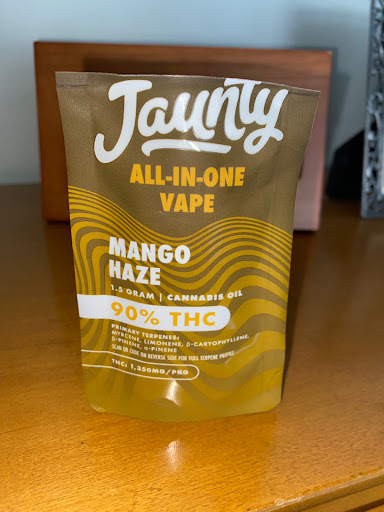 Jaunty
ALL-IN-ONE
VAPE
MANGO
HAZE
1.5 GRAM | CANNABIS OIL
90% THC
PRIMARY TERPENES:
MYRCENE, LIMONENE, β-CARYOPHYLLENE,
β-PINENE, α-PINENE
SCAN QR CODE ON REVERSE SIDE FOR FULL TERPENE PROFILE
THC: 1,350MG/PKG